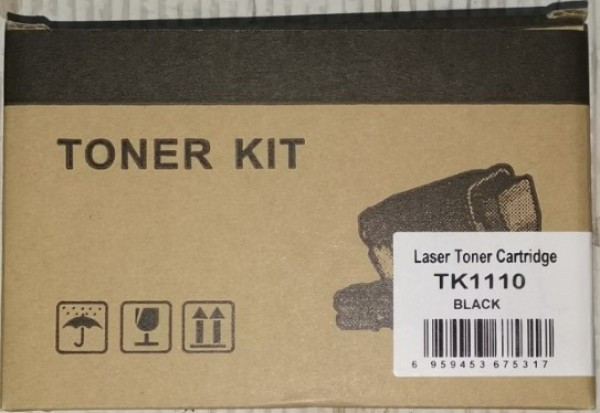 TONER KIT
Laser Toner Cartridge
TK1110
BLACK
6 959453 675317